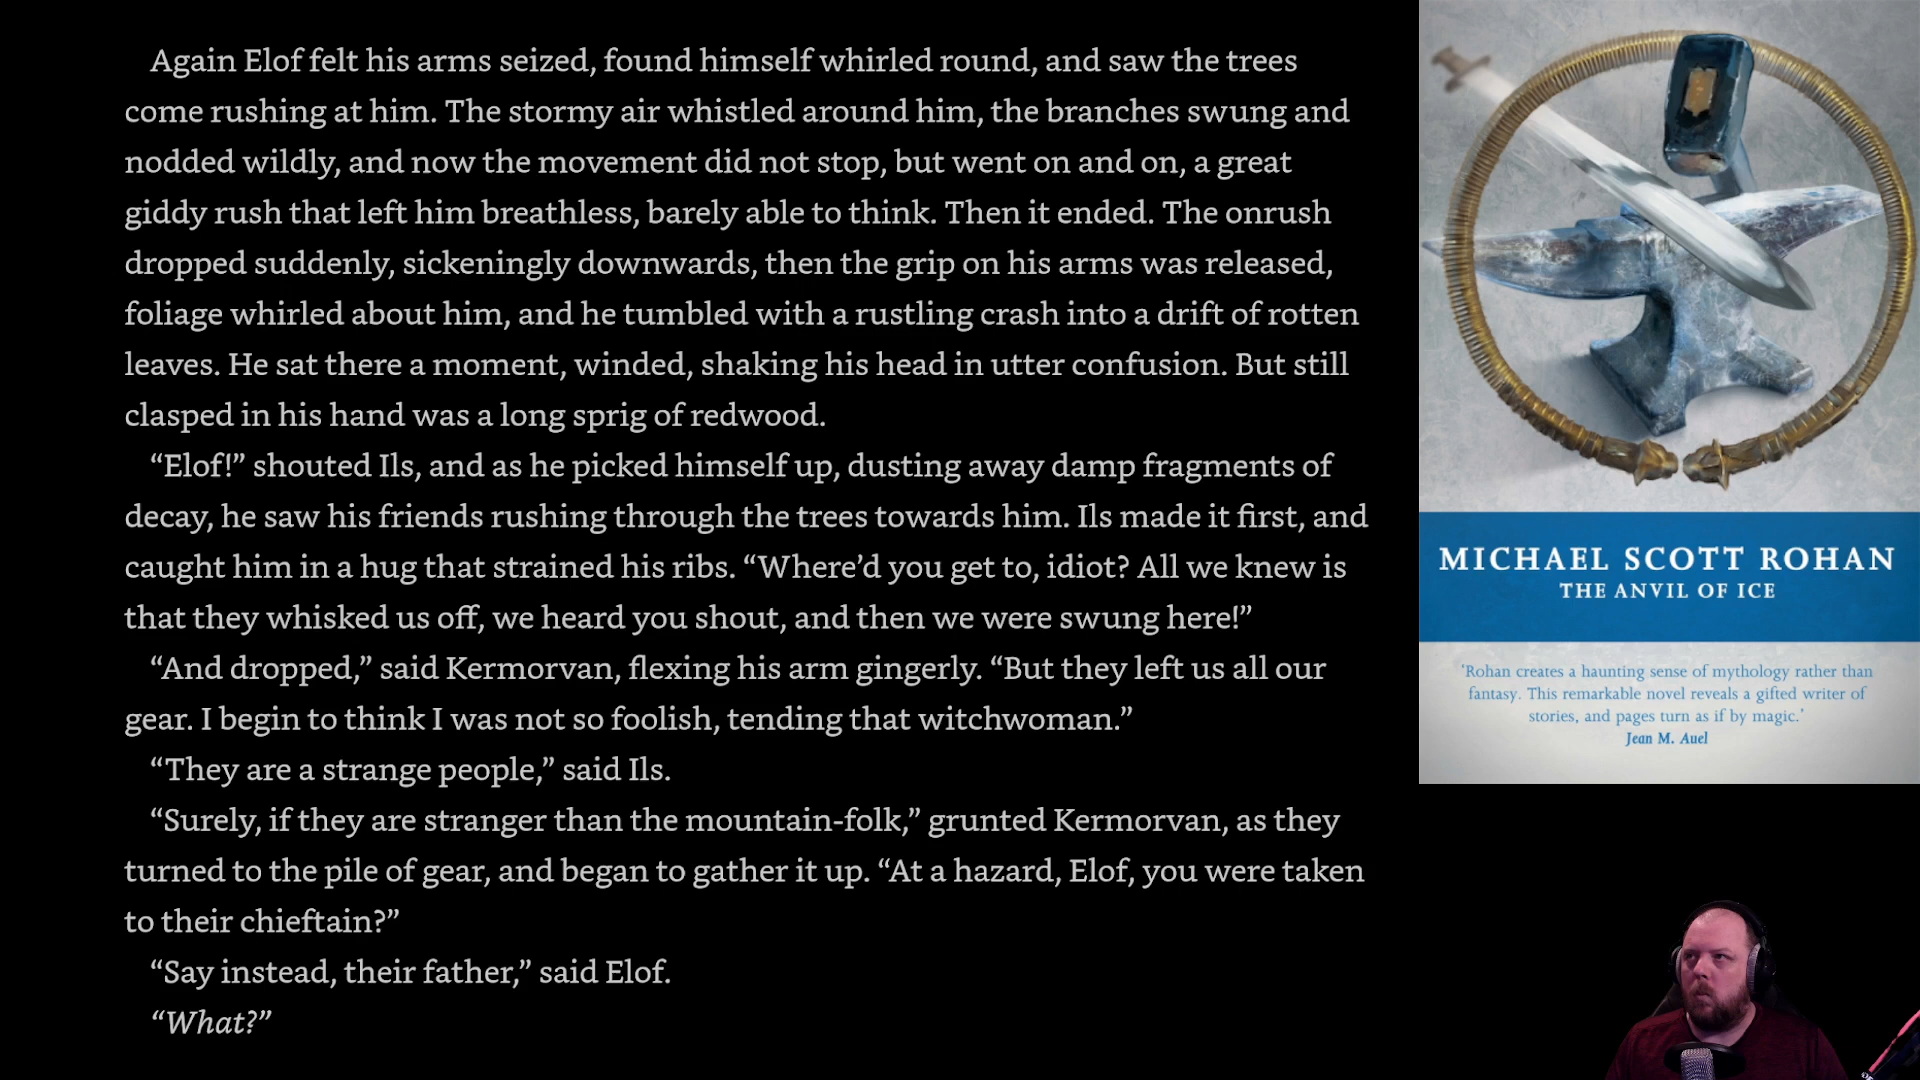 Again Elof felt his arms seized, found himself whirled round, and saw the trees
come rushing at him. The stormy air whistled around him, the branches swung and
nodded wildly, and now the movement did not stop, but went on and on, a great
giddy rush that left him breathless, barely able to think. Then it ended. The onrush
dropped suddenly, sickeningly downwards, then the grip on his arms was released,
foliage whirled about him, and he tumbled with a rustling crash into a drift of rotten
leaves. He sat there a moment, winded, shaking his head in utter confusion. But still
clasped in his hand was a long sprig of redwood.
“Elof!” shouted Ils, and as he picked himself up, dusting away damp fragments of
decay, he saw his friends rushing through the trees towards him. Ils made it first, and
caught him in a hug that strained his ribs. “Where’d you get to, idiot? All we knew is
that they whisked us off, we heard you shout, and then we were swung here!”
“And dropped,” said Kermorvan, flexing his arm gingerly. “But they left us all our
gear. I begin to think I was not so foolish, tending that witchwoman.”
“They are a strange people,” said Ils.
“Surely, if they are stranger than the mountain-folk,” grunted Kermorvan, as they
turned to the pile of gear, and began to gather it up. “At a hazard, Elof, you were taken
to their chieftain?”
“Say instead, their father,” said Elof.
“What?”
MICHAEL SCOTT ROHAN
THE ANVIL OF ICE
‘Rohan creates a haunting sense of mythology rather than
fantasy. This remarkable novel reveals a gifted writer of
stories, and pages turn as if by magic.’
Jean M. Auel